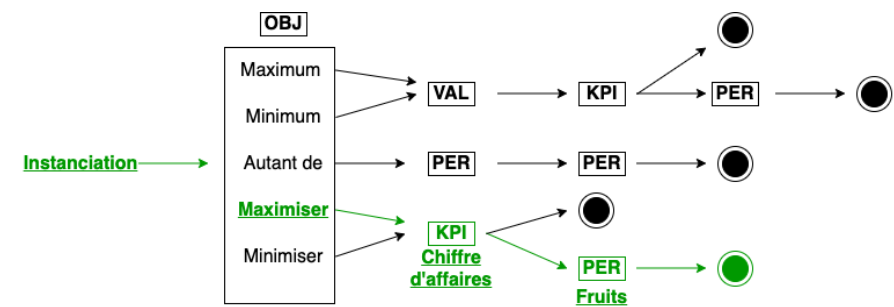 OBJ
Maximum
Minimum
VAL
KPI
PER
Instanciation
Autant de
PER
PER
Maximiser
Minimiser
KPI
Chiffre
d'affaires
PER
Fruits